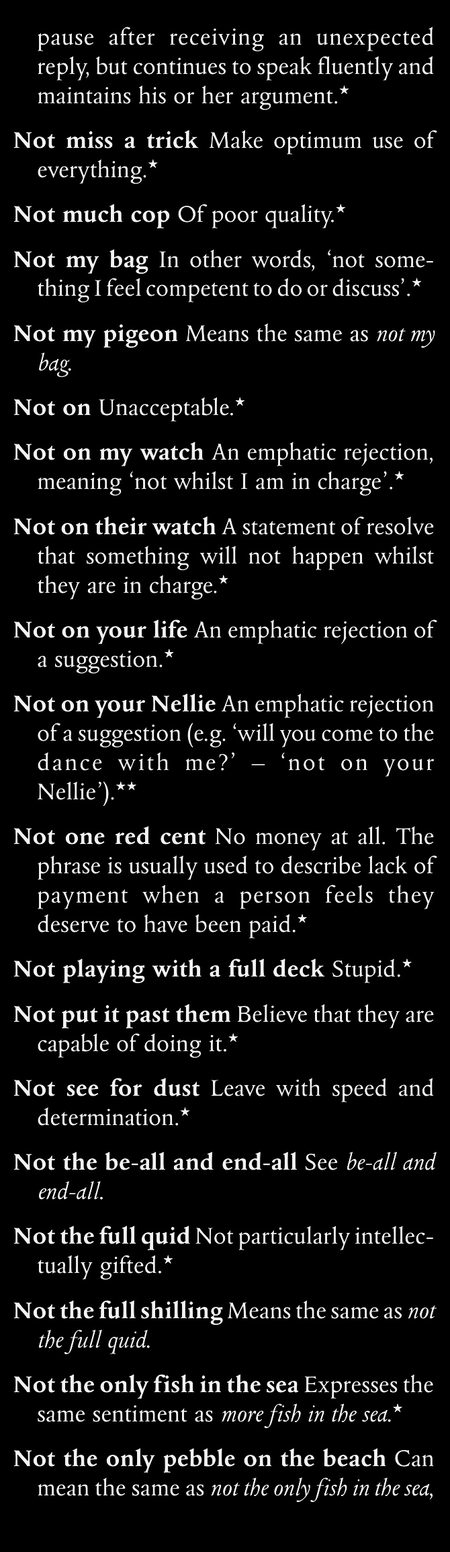 pause after receiving an unexpected
reply, but continues to speak fluently and
maintains his or her argument.★
Not miss a trick Make optimum use of
everything.★
Not much cop Of poor quality.★
Not my bag In other words, ‘not some-
thing I feel competent to do or discuss’.★
Not my pigeon Means the same as not my
bag.
Not on Unacceptable.★
Not on my watch An emphatic rejection,
meaning ‘not whilst I am in charge’.★
Not on their watch A statement of resolve
that something will not happen whilst
they are in charge.★
Not on your life An emphatic rejection of
a suggestion.★
Not on your Nellie An emphatic rejection
of a suggestion (e.g. ‘will you come to the
dance with me?’ – ‘not on your
Nellie’).★★
Not one red cent No money at all. The
phrase is usually used to describe lack of
payment when a person feels they
deserve to have been paid.★
Not playing with a full deck Stupid.★
Not put it past them Believe that they are
capable of doing it.★
Not see for dust Leave with speed and
determination.★
Not the be-all and end-all See be-all and
end-all.
Not the full quid Not particularly intellec-
tually gifted.★
Not the full shilling Means the same as not
the full quid.
Not the only fish in the sea Expresses the
same sentiment as more fish in the sea.★
Not the only pebble on the beach Can
mean the same as not the only fish in the sea,